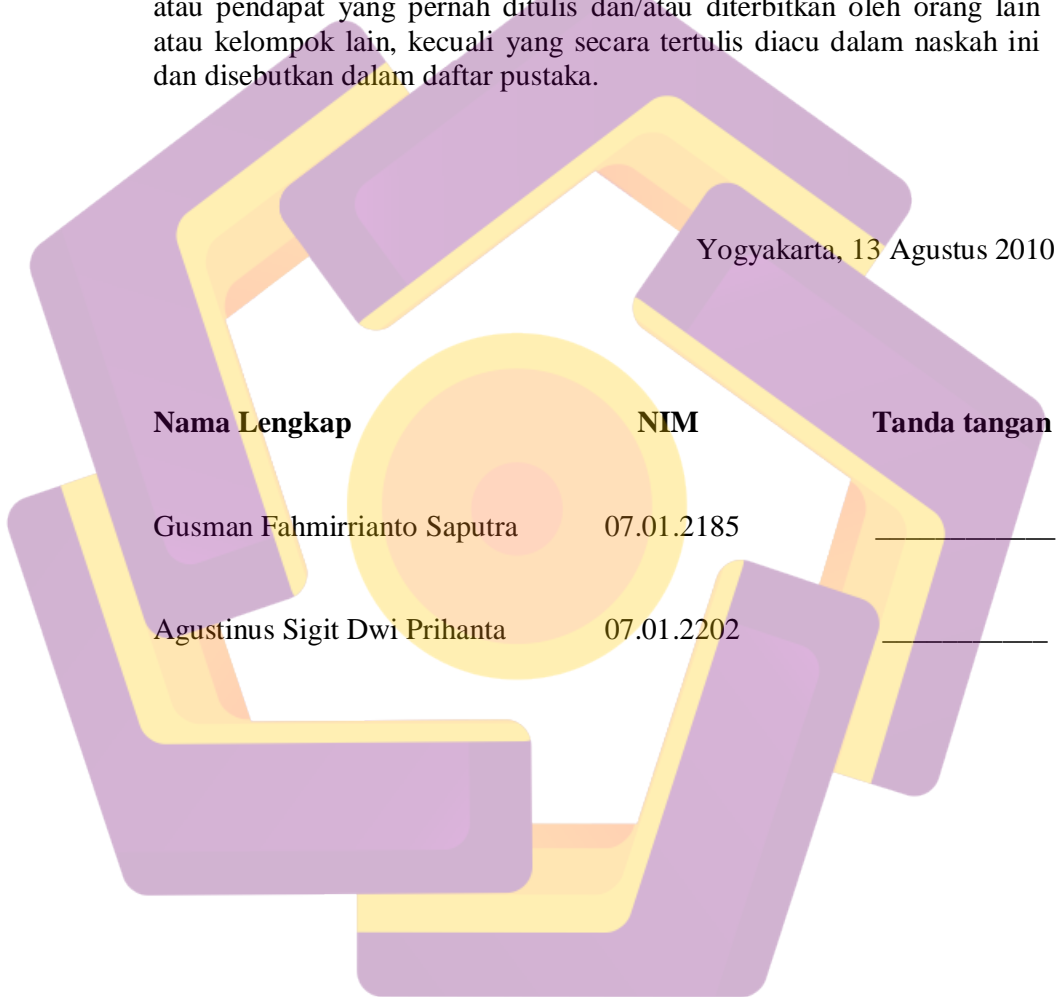 atau pendapat yang pernah ditulis dan/atau diterbitkan oleh orang lain
atau kelompok lain, kecuali yang secara tertulis diacu dalam naskah ini
dan disebutkan dalam daftar pustaka.
Yogyakarta, 13 Agustus 2010
Nama Lengkap NIM Tanda tangan
Gusman Fahmirrianto Saputra 07.01.2185 ____________
Agustinus Sigit Dwi Prihanta 07.01.2202 ___________